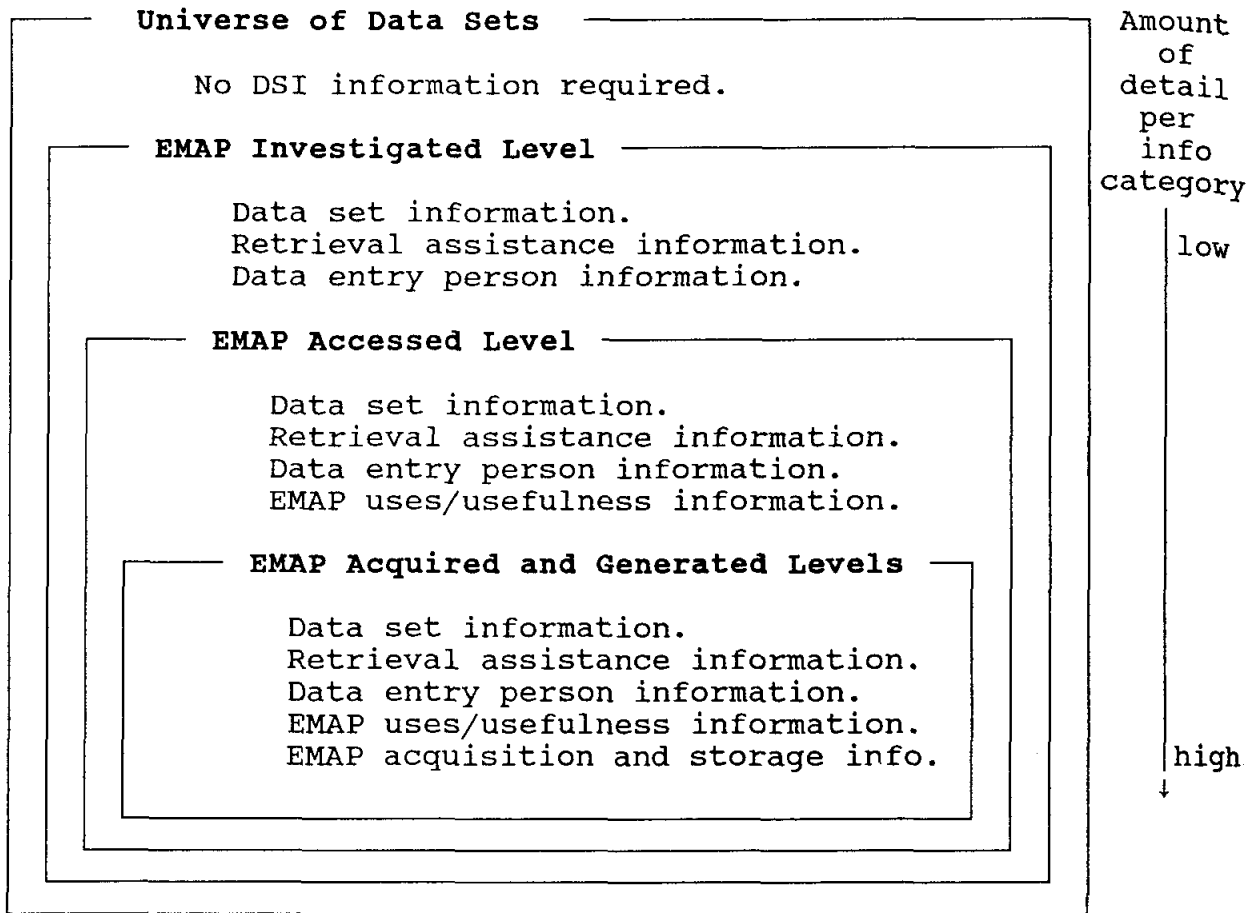 Universe of Data Sets
No DSI information required.
EMAP Investigated Level
Data set information.
Retrieval assistance information.
Data entry person information.
EMAP Accessed Level
Data set information.
Retrieval assistance information.
Data entry person information.
EMAP uses/usefulness information.
EMAP Acquired and Generated Levels
Data set information.
Retrieval assistance information.
Data entry person information.
EMAP uses/usefulness information.
EMAP acquisition and storage info.
Amount
of
detail
per
info
category
low
high